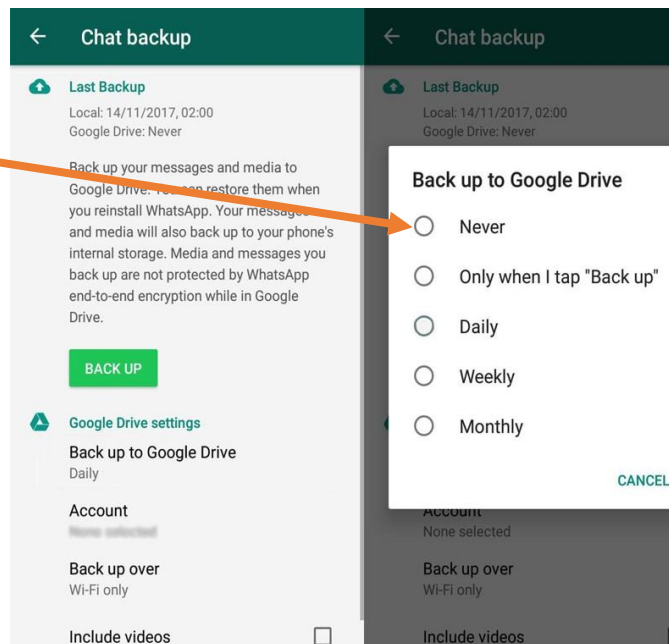 Chat backup
Last Backup
Local: 14/11/2017, 02:00
Google Drive: Never
Back up your messages and media to
Google Drive. You can restore them when
you reinstall WhatsApp. Your messages
and media will also back up to your phone's
internal storage. Media and messages you
back up are not protected by WhatsApp
end-to-end encryption while in Google
Drive.
BACK UP
Google Drive settings
Back up to Google Drive
Daily
Account
None selected
Back up over
Wi-Fi only
Include videos
Chat backup
Last Backup
Local: 14/11/2017, 02:00
Google Drive: Never
Back up to Google Drive
Never
Only when I tap "Back up"
Daily
Weekly
Monthly
CANCEL
Account
None selected
Back up over
Wi-Fi only
Include videos